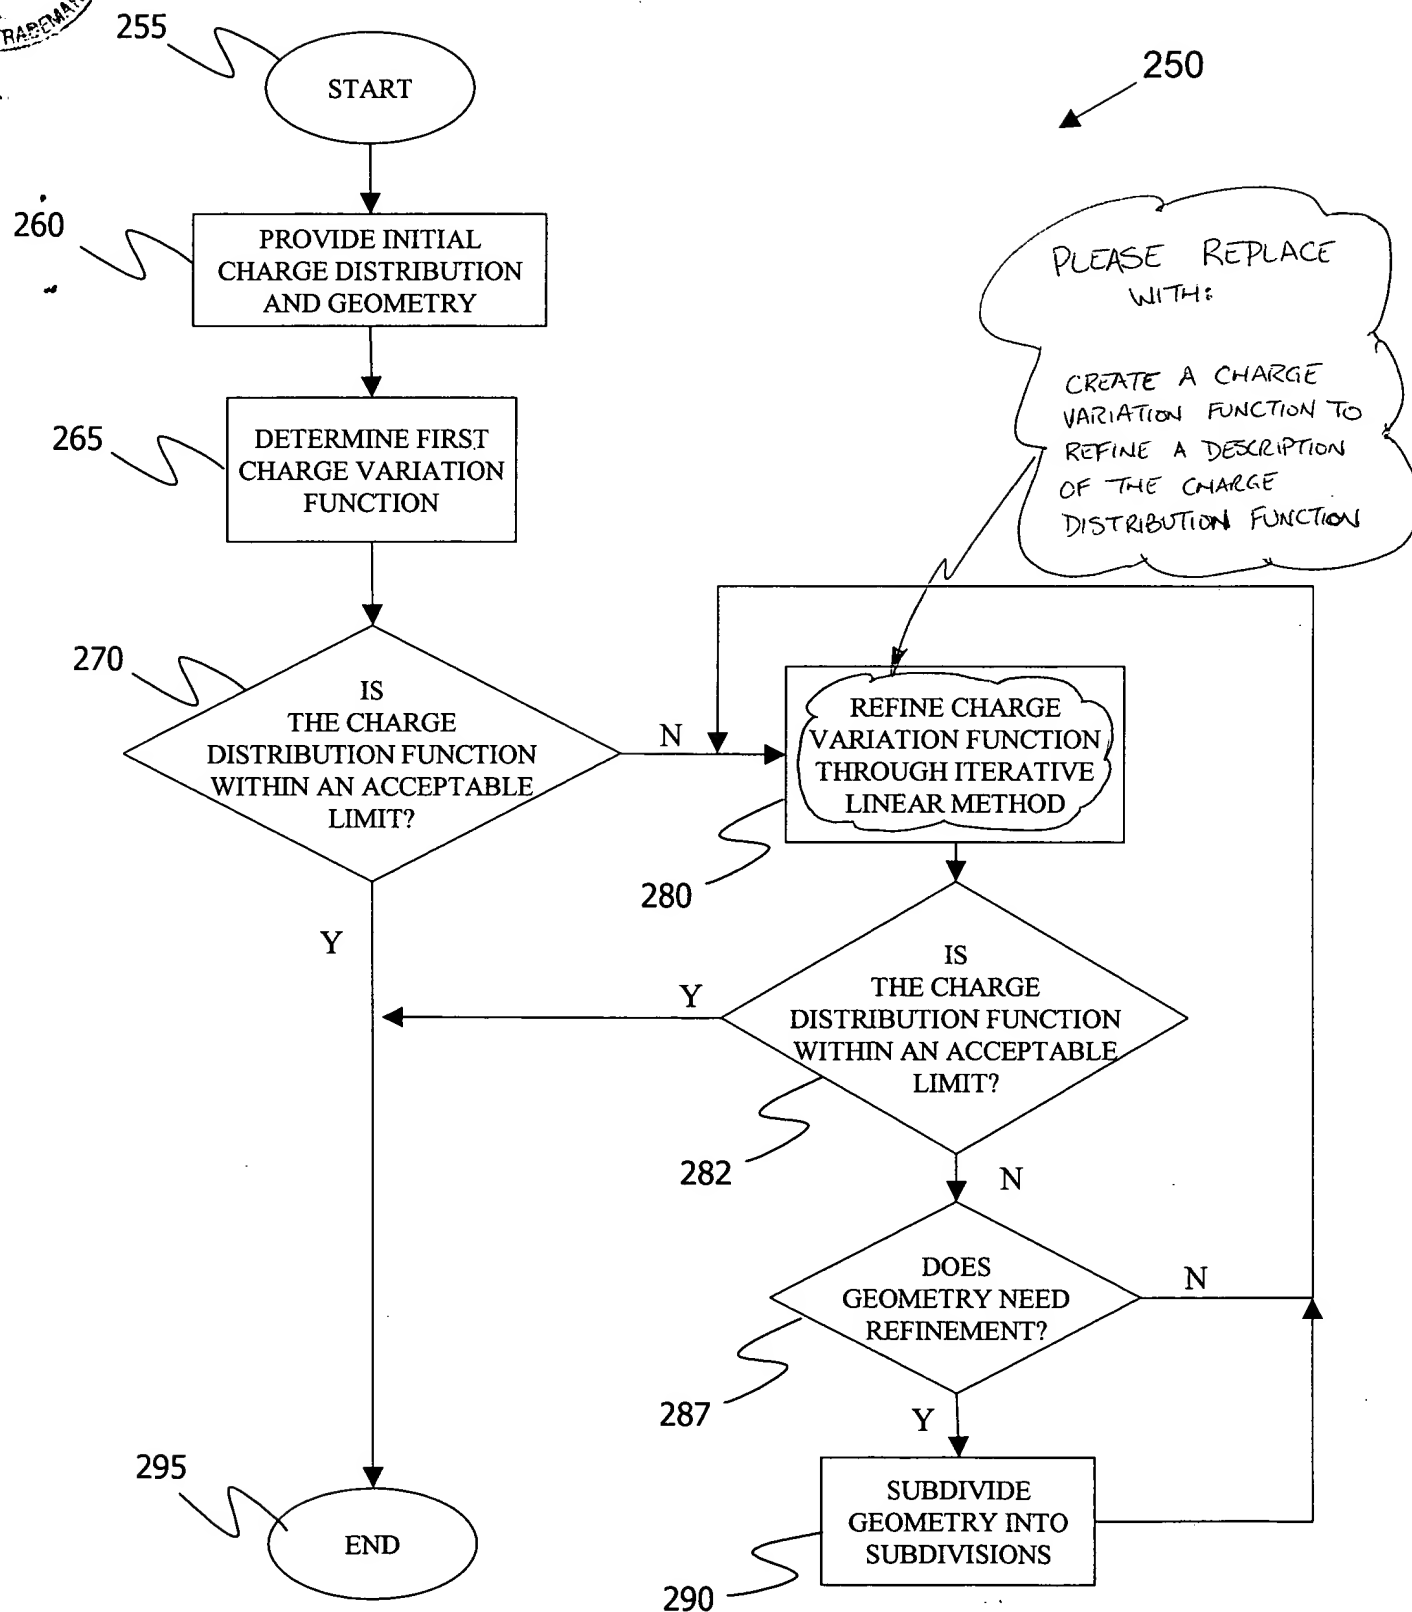 TRADEMA
255
START
250
260
PROVIDE INITIAL
CHARGE DISTRIBUTION
AND GEOMETRY
PLEASE REPLACE
WITH:
CREATE A CHARGE
VARIATION FUNCTION TO
REFINE A DESCRIPTION
OF THE CHARGE
DISTRIBUTION FUNCTION
265
DETERMINE FIRST
CHARGE VARIATION
FUNCTION
270
IS
THE CHARGE
DISTRIBUTION FUNCTION
WITHIN AN ACCEPTABLE
LIMIT?
N
REFINE CHARGE
VARIATION FUNCTION
THROUGH ITERATIVE
LINEAR METHOD
280
Y
Y
IS
THE CHARGE
DISTRIBUTION FUNCTION
WITHIN AN ACCEPTABLE
LIMIT?
282
N
DOES
GEOMETRY NEED
REFINEMENT?
N
287
Y
295
END
SUBDIVIDE
GEOMETRY INTO
SUBDIVISIONS
290